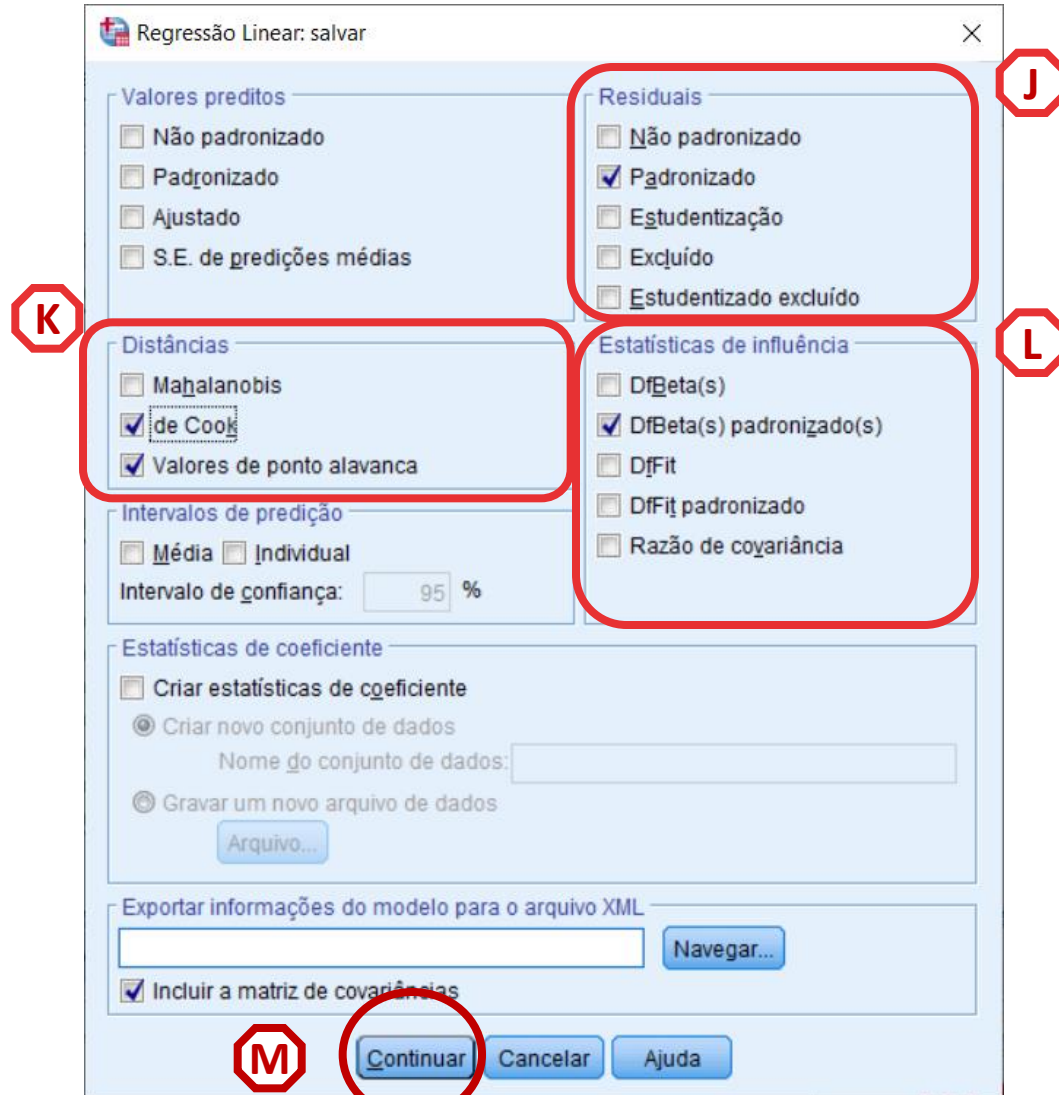 Regressão Linear: salvar
J
Valores preditos
Não padronizado
Padronizado
Ajustado
S.E. de predições médias
Residuais
Não padronizado
Padronizado
Estudentização
Excluído
Estudentizado excluído
K
Distâncias
Mahalanobis
de Cook
Valores de ponto alavanca
L
Estatísticas de influência
DfBeta(s)
DfBeta(s) padronizado(s)
DfFit
DfFit padronizado
Razão de covariância
Intervalos de predição
Média Individual
Intervalo de confiança: 95 %
Estatísticas de coeficiente
Criar estatísticas de coeficiente
Criar novo conjunto de dados
Nome do conjunto de dados:
Gravar um novo arquivo de dados
Arquivo...
Exportar informações do modelo para o arquivo XML
Navegar...
Incluir a matriz de covariâncias
M
Continuar Cancelar Ajuda